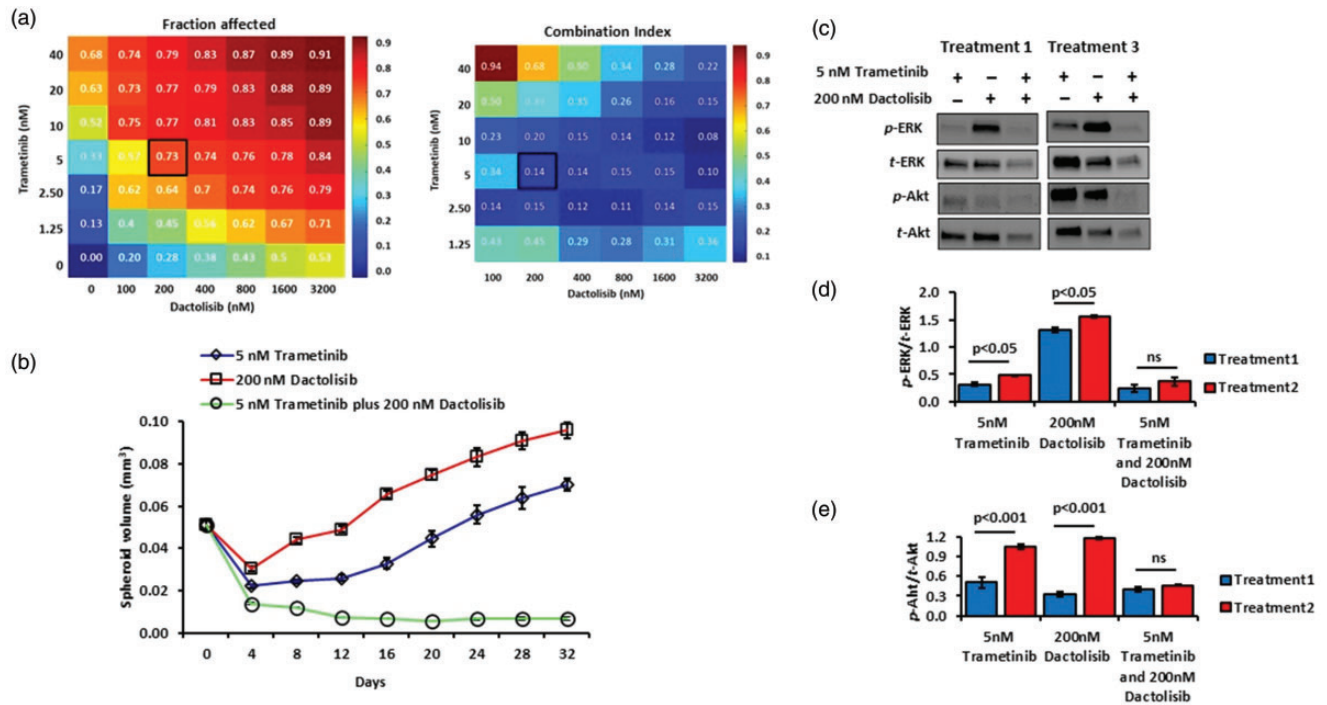 (a)
Fraction affected
Trametinib (nM)
40 0.68 0.74 0.79 0.83 0.87 0.89 0.91
20 0.63 0.73 0.77 0.79 0.83 0.88 0.89
10 0.52 0.75 0.77 0.81 0.83 0.85 0.89
5 0.33 0.57 0.73 0.74 0.76 0.78 0.84
2.50 0.17 0.62 0.64 0.7 0.74 0.76 0.79
1.25 0.13 0.4 0.45 0.56 0.62 0.67 0.71
0 0.00 0.20 0.28 0.38 0.43 0.5 0.53
0 100 200 400 800 1600 3200
Dactolisib (nM)
0.9
0.8
0.7
0.6
0.5
0.4
0.3
0.2
0.1
0.0
Combination Index
Trametinib (nM)
40 0.94 0.68 0.50 0.34 0.28 0.22
20 0.50 0.35 0.26 0.16 0.15
10 0.23 0.20 0.15 0.14 0.12 0.08
5 0.34 0.14 0.14 0.15 0.15 0.10
2.50 0.14 0.15 0.12 0.11 0.14 0.15
1.25 0.43 0.45 0.29 0.28 0.31 0.36
100 200 400 800 1600 3200
Dactolisib (nM)
0.9
0.8
0.7
0.6
0.5
0.4
0.3
0.2
0.1
(b)
5 nM Trametinib
200 nM Dactolisib
5 nM Trametinib plus 200 nM Dactolisib
Spheroid volume (mm³)
0.10
0.08
0.06
0.04
0.02
0.00
0 4 8 12 16 20 24 28 32
Days
(c)
Treatment 1 Treatment 3
5 nM Trametinib + − + + − +
200 nM Dactolisib − + + − + +
p-ERK
t-ERK
p-Akt
t-Akt
(d)
p-ERK/t-ERK
2.0
1.5
1.0
0.5
0.0
p<0.05
p<0.05
ns
Treatment1
Treatment2
5nM 200nM 5nM
Trametinib Dactolisib Trametinib
and 200nM
Dactolisib
(e)
p-Aht/t-Akt
1.2
0.9
0.6
0.3
0.0
p<0.001
p<0.001
ns
Treatment1
Treatment2
5nM 200nM 5nM
Trametinib Dactolisib Trametinib
and 200nM
Dactolisib